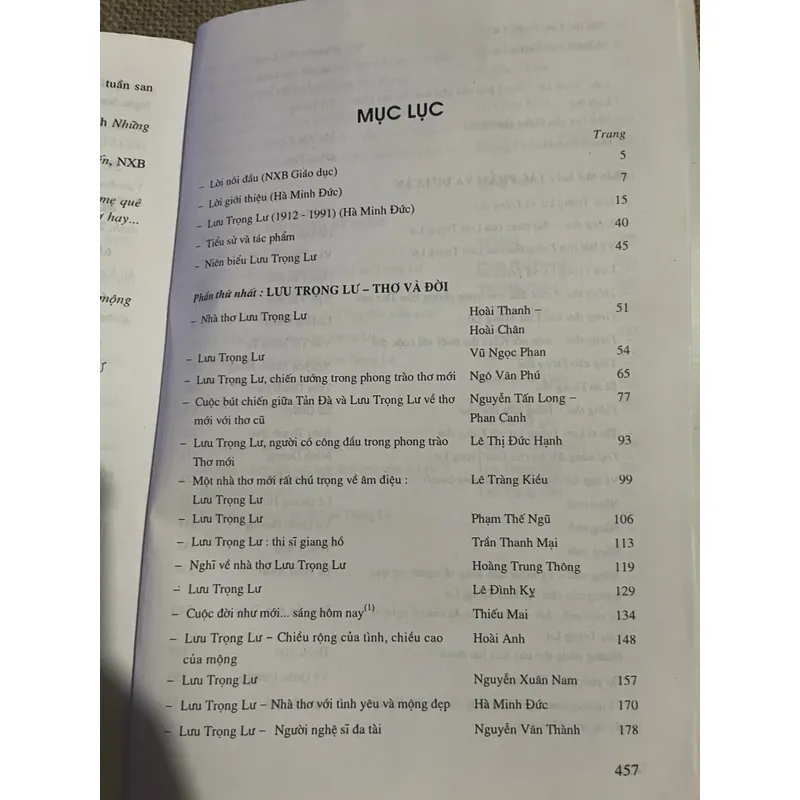 tuần san
Những
NXB
mẹ quê
hay...
mộng
MỤC LỤC
Trang
– Lời nói đầu (NXB Giáo dục) 5
– Lời giới thiệu (Hà Minh Đức) 7
– Lưu Trọng Lư (1912 - 1991) (Hà Minh Đức) 15
– Tiểu sử và tác phẩm 40
– Niên biểu Lưu Trọng Lư 45
Phần thứ nhất : LƯU TRỌNG LƯ – THƠ VÀ ĐỜI
– Nhà thơ Lưu Trọng Lư Hoài Thanh – 51
Hoài Chân
– Lưu Trọng Lư Vũ Ngọc Phan 54
– Lưu Trọng Lư, chiến tướng trong phong trào thơ mới Ngô Văn Phú 65
– Cuộc bút chiến giữa Tản Đà và Lưu Trọng Lư về thơ Nguyễn Tấn Long – 77
mới với thơ cũ Phan Canh
– Lưu Trọng Lư, người có công đầu trong phong trào Lê Thị Đức Hạnh 93
Thơ mới
– Một nhà thơ mới rất chú trọng về âm điệu : Lê Tràng Kiều 99
Lưu Trọng Lư
– Lưu Trọng Lư Phạm Thế Ngũ 106
– Lưu Trọng Lư : thi sĩ giang hồ Trần Thanh Mại 113
– Nghĩ về nhà thơ Lưu Trọng Lư Hoàng Trung Thông 119
– Lưu Trọng Lư Lê Đình Kỵ 129
– Cuộc đời như mới... sáng hôm nay(1) Thiếu Mai 134
– Lưu Trọng Lư – Chiều rộng của tình, chiều cao Hoài Anh 148
của mộng
– Lưu Trọng Lư Nguyễn Xuân Nam 157
– Lưu Trọng Lư – Nhà thơ với tình yêu và mộng đẹp Hà Minh Đức 170
– Lưu Trọng Lư – Người nghệ sĩ đa tài Nguyễn Văn Thành 178
457